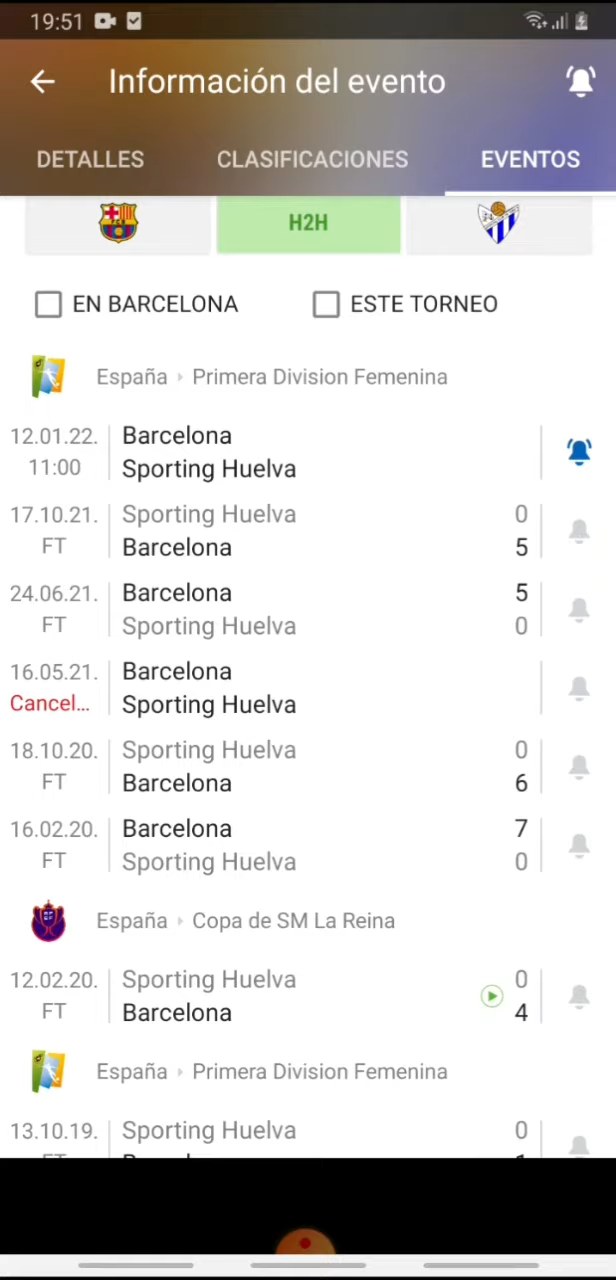 19:51
Información del evento
DETALLES CLASIFICACIONES EVENTOS
H2H
EN BARCELONA ESTE TORNEO
España Primera Division Femenina
12.01.22. Barcelona
11:00 Sporting Huelva
17.10.21. Sporting Huelva 0
FT Barcelona 5
24.06.21. Barcelona 5
FT Sporting Huelva 0
16.05.21. Barcelona
Cancel... Sporting Huelva
18.10.20. Sporting Huelva 0
FT Barcelona 6
16.02.20. Barcelona 7
FT Sporting Huelva 0
España Copa de SM La Reina
12.02.20. Sporting Huelva 0
FT Barcelona 4
España Primera Division Femenina
13.10.19. Sporting Huelva 0